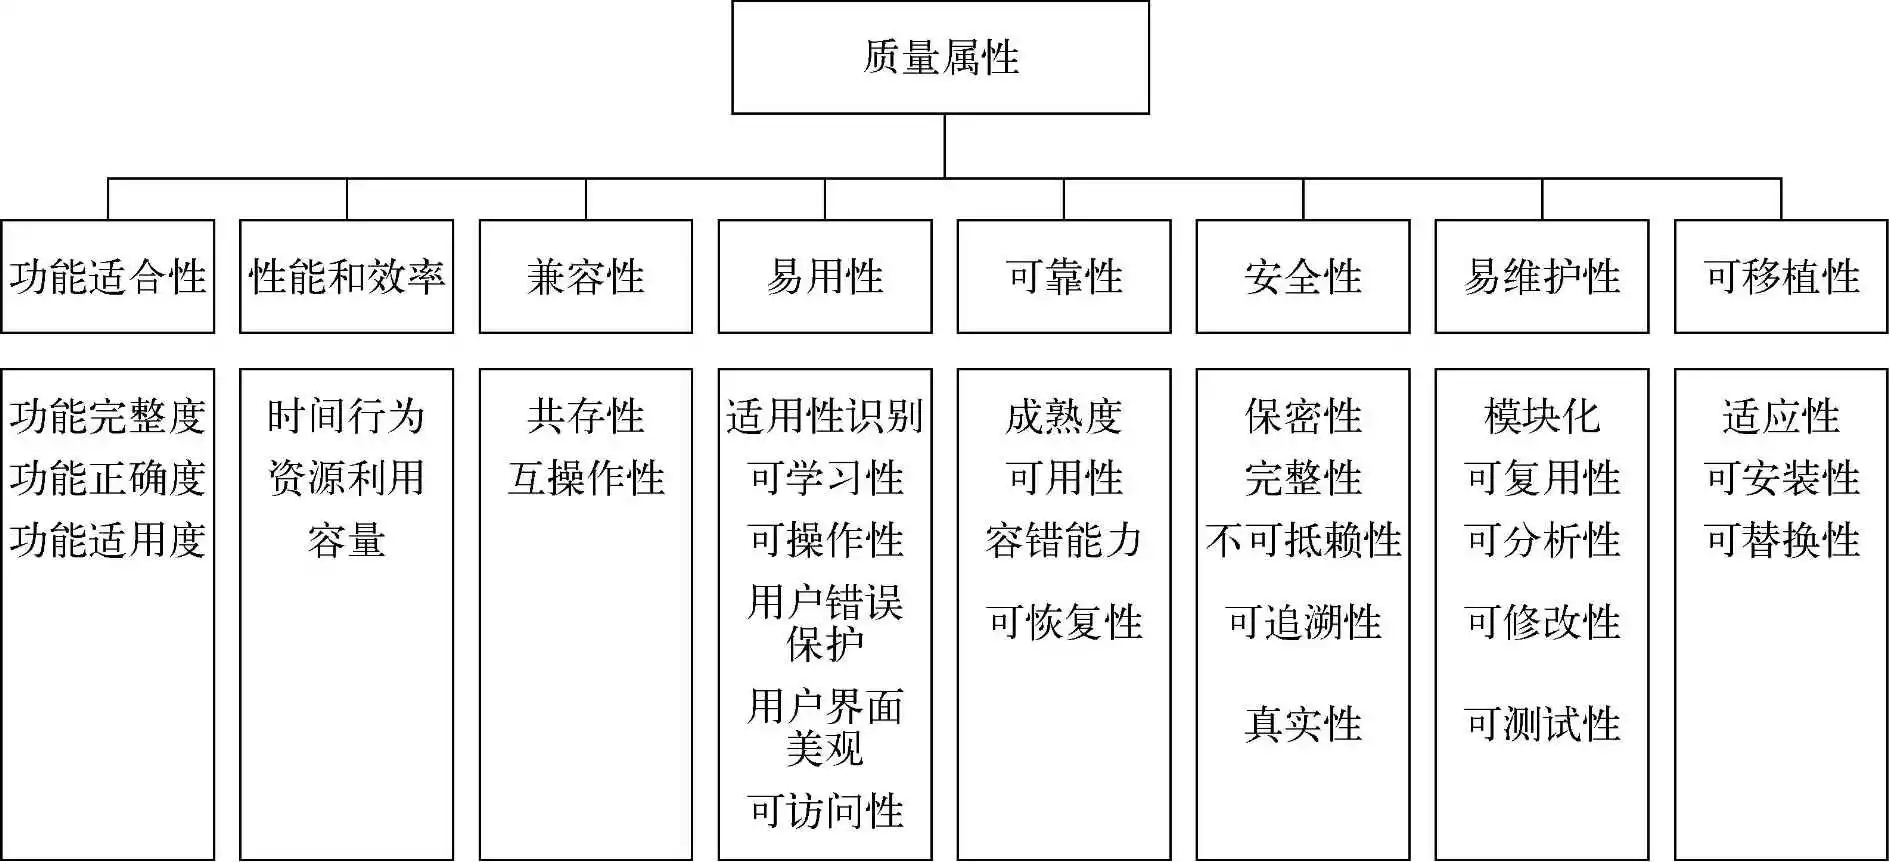 质量属性
功能适合性
性能和效率
兼容性
易用性
可靠性
安全性
易维护性
可移植性
功能完整度
功能正确度
功能适用度
时间行为
资源利用
容量
共存性
互操作性
适用性识别
可学习性
可操作性
用户错误
保护
用户界面
美观
可访问性
成熟度
可用性
容错能力
可恢复性
保密性
完整性
不可抵赖性
可追溯性
真实性
模块化
可复用性
可分析性
可修改性
可测试性
适应性
可安装性
可替换性